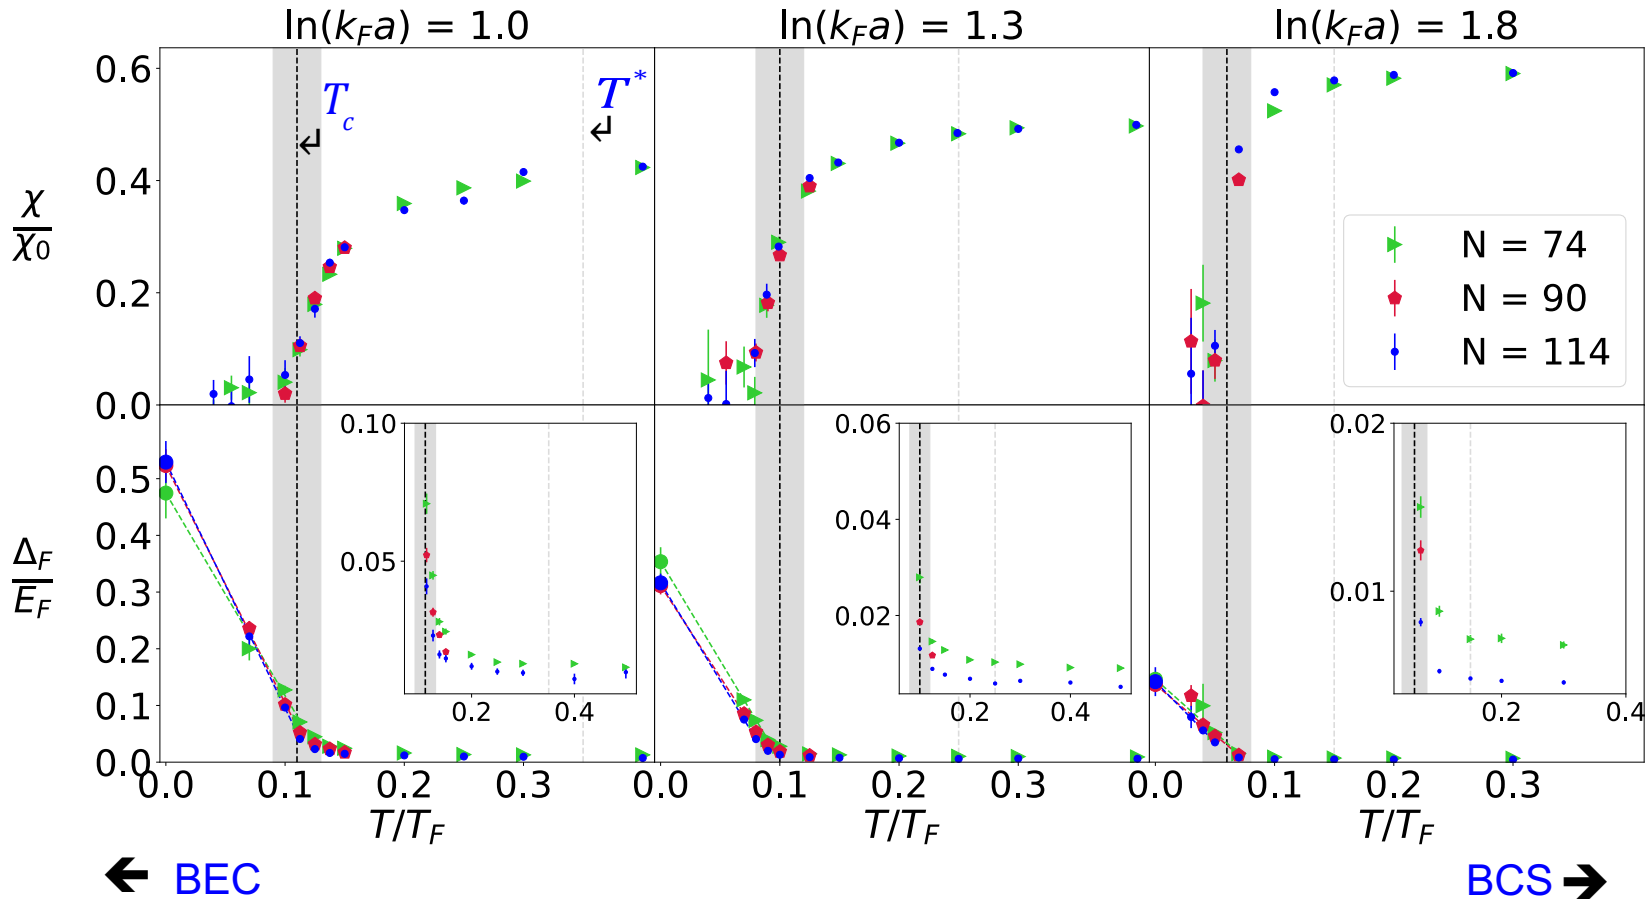 ln(k_F a) = 1.0
ln(k_F a) = 1.3
ln(k_F a) = 1.8
χ
χ₀
0.6
0.4
0.2
0.0
T_c
T*
N = 74
N = 90
N = 114
Δ_F
E_F
0.5
0.4
0.3
0.2
0.1
0.0
0.10
0.05
0.2
0.4
0.06
0.04
0.02
0.2
0.4
0.02
0.01
0.2
0.4
0.0
0.1
0.2
0.3
0.0
0.1
0.2
0.3
0.0
0.1
0.2
0.3
T/T_F
T/T_F
T/T_F
BEC
BCS